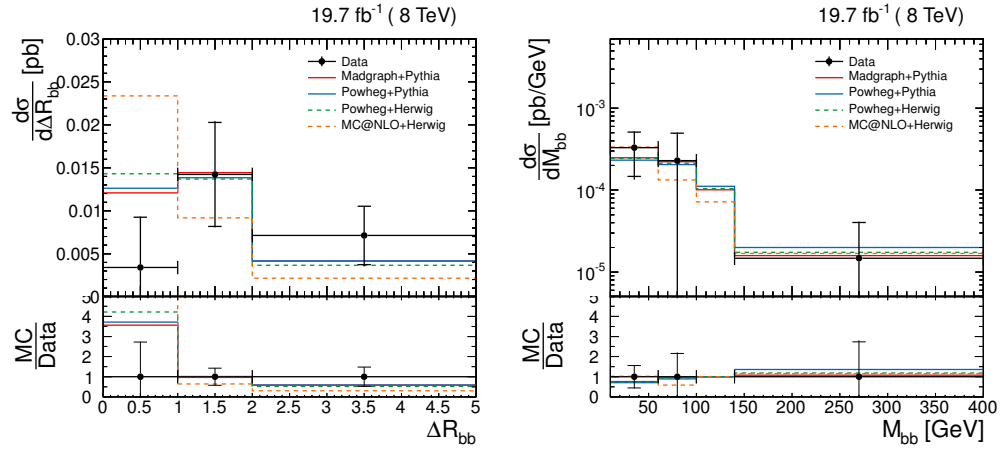 19.7 fb⁻¹ ( 8 TeV)
dσ/dΔR_bb [pb]
0.03
0.025
0.02
0.015
0.01
0.005
0
Data
Madgraph+Pythia
Powheg+Pythia
Powheg+Herwig
MC@NLO+Herwig
MC/Data
5
4
3
2
1
0
0 0.5 1 1.5 2 2.5 3 3.5 4 4.5 5
ΔR_bb
19.7 fb⁻¹ ( 8 TeV)
dσ/dM_bb [pb/GeV]
10⁻³
10⁻⁴
10⁻⁵
Data
Madgraph+Pythia
Powheg+Pythia
Powheg+Herwig
MC@NLO+Herwig
MC/Data
5
4
3
2
1
0
50 100 150 200 250 300 350 400
M_bb [GeV]